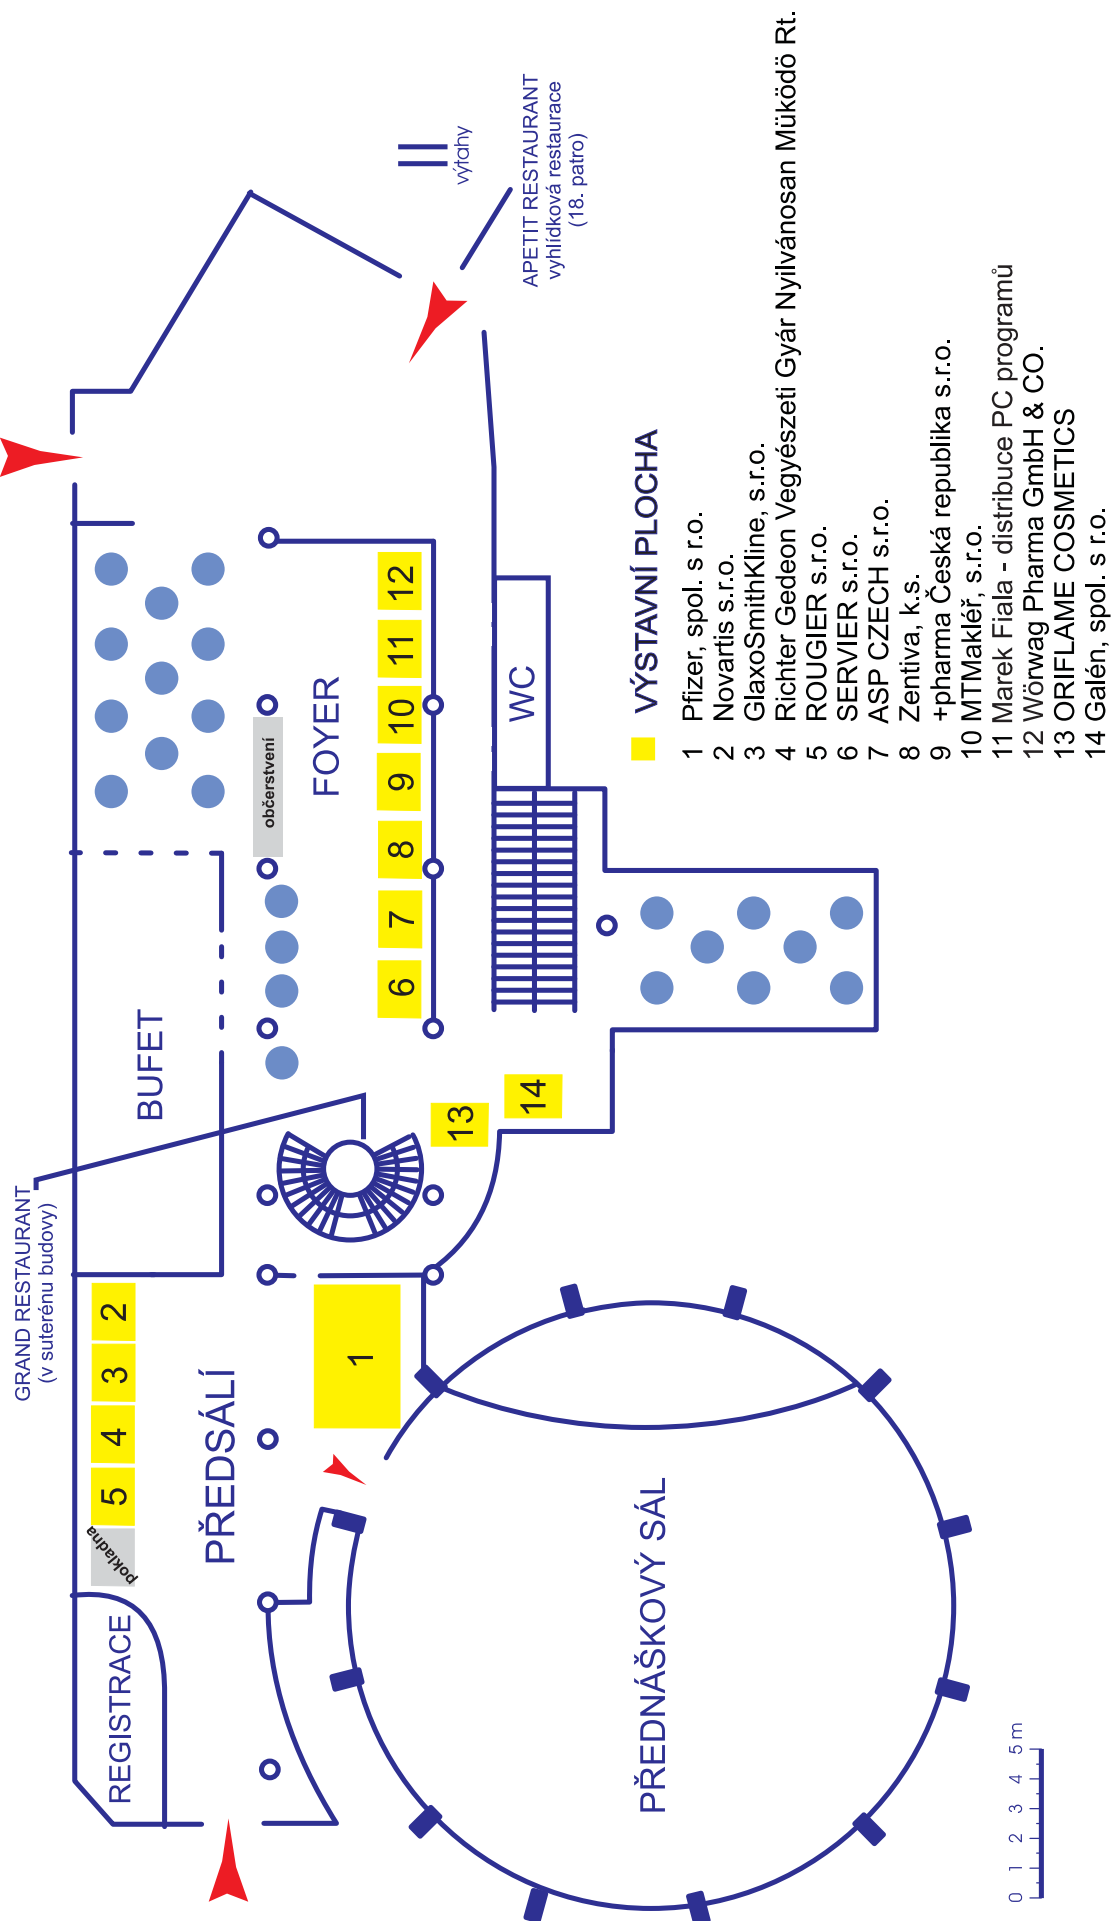 GRAND RESTAURANT
(v suterénu budovy)
REGISTRACE
pokladna
5
4
3
2
PŘEDSÁLÍ
1
BUFET
občerstvení
FOYER
6
7
8
9
10
11
12
13
14
WC
výtahy
APETIT RESTAURANT
vyhlídková restaurace
(18. patro)
PŘEDNÁŠKOVÝ SÁL
VÝSTAVNÍ PLOCHA
1 Pfizer, spol. s r.o.
2 Novartis s.r.o.
3 GlaxoSmithKline, s.r.o.
4 Richter Gedeon Vegyészeti Gyár Nyilvánosan Müködö Rt.
5 ROUGIER s.r.o.
6 SERVIER s.r.o.
7 ASP CZECH s.r.o.
8 Zentiva, k.s.
9 +pharma Česká republika s.r.o.
10 MTMakléř, s.r.o.
11 Marek Fiala - distribuce PC programů
12 Wörwag Pharma GmbH & CO.
13 ORIFLAME COSMETICS
14 Galén, spol. s r.o.
0 1 2 3 4 5 m